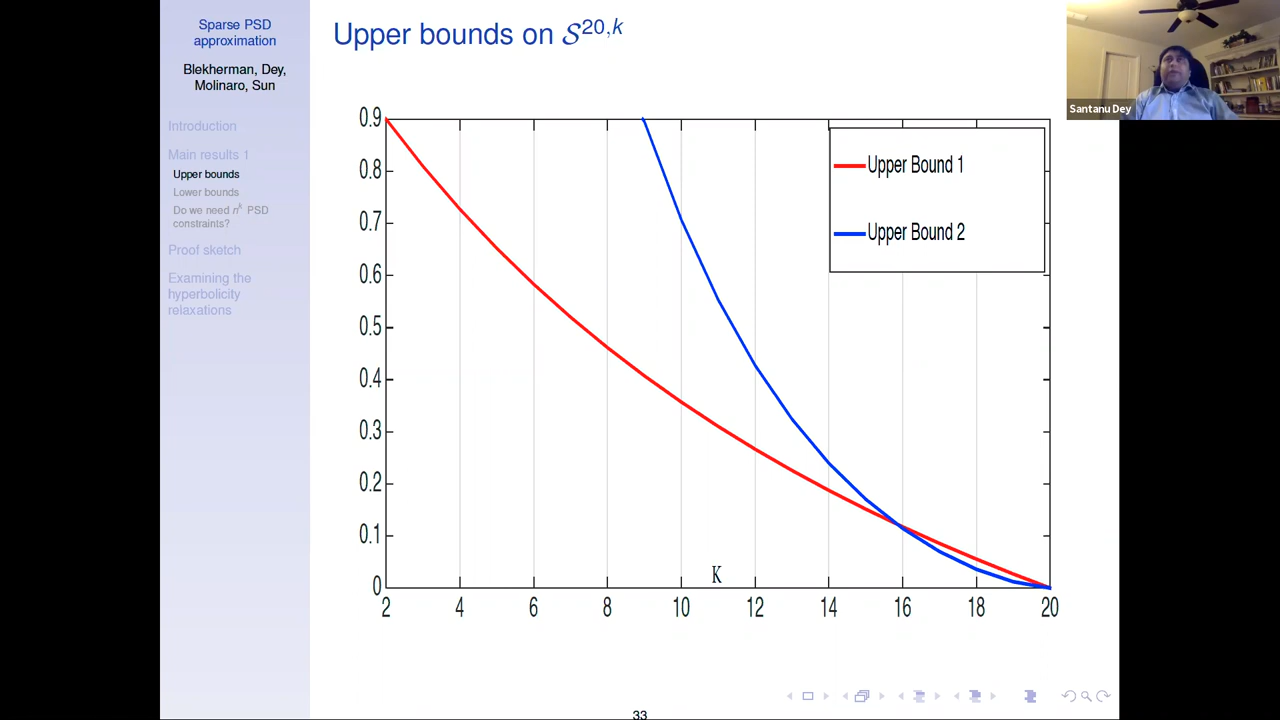 Sparse PSD
approximation
Blekherman, Dey,
Molinaro, Sun
Introduction
Main results 1
Upper bounds
Lower bounds
Do we need n^k PSD
constraints?
Proof sketch
Examining the
hyperbolicity
relaxations
Upper bounds on 𝒮^{20,k}
0.9
0.8
0.7
0.6
0.5
0.4
0.3
0.2
0.1
0
Upper Bound 1
Upper Bound 2
K
2 4 6 8 10 12 14 16 18 20
33
Santanu Dey